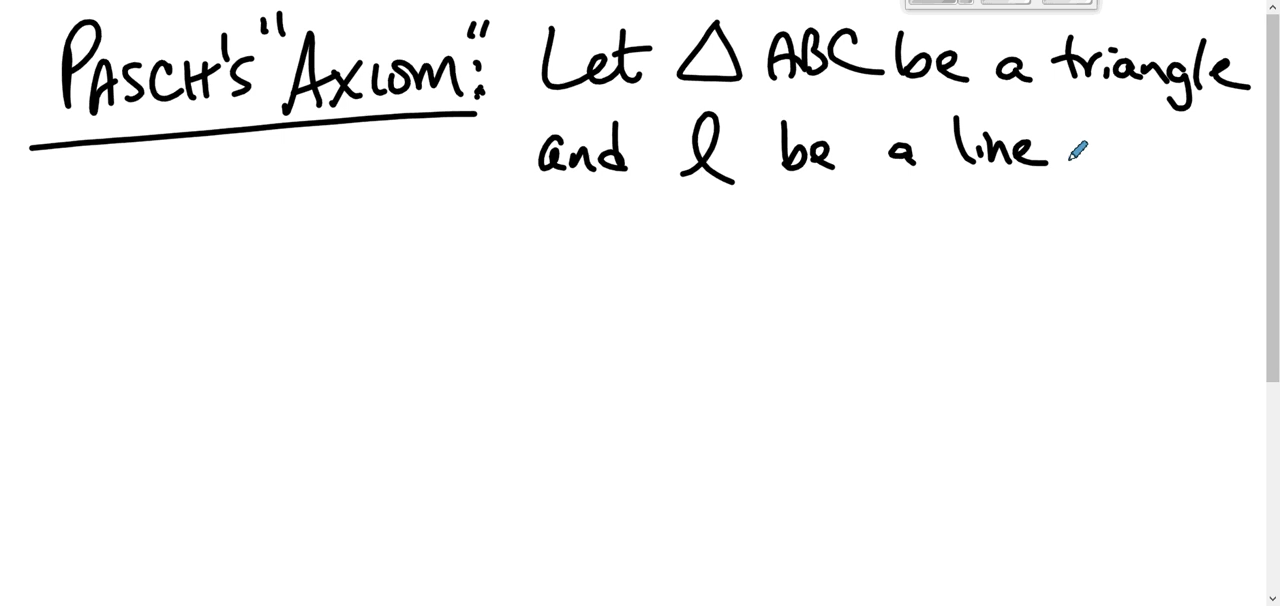 PASCH'S "AXIOM": Let △ ABC be a triangle
and l be a line